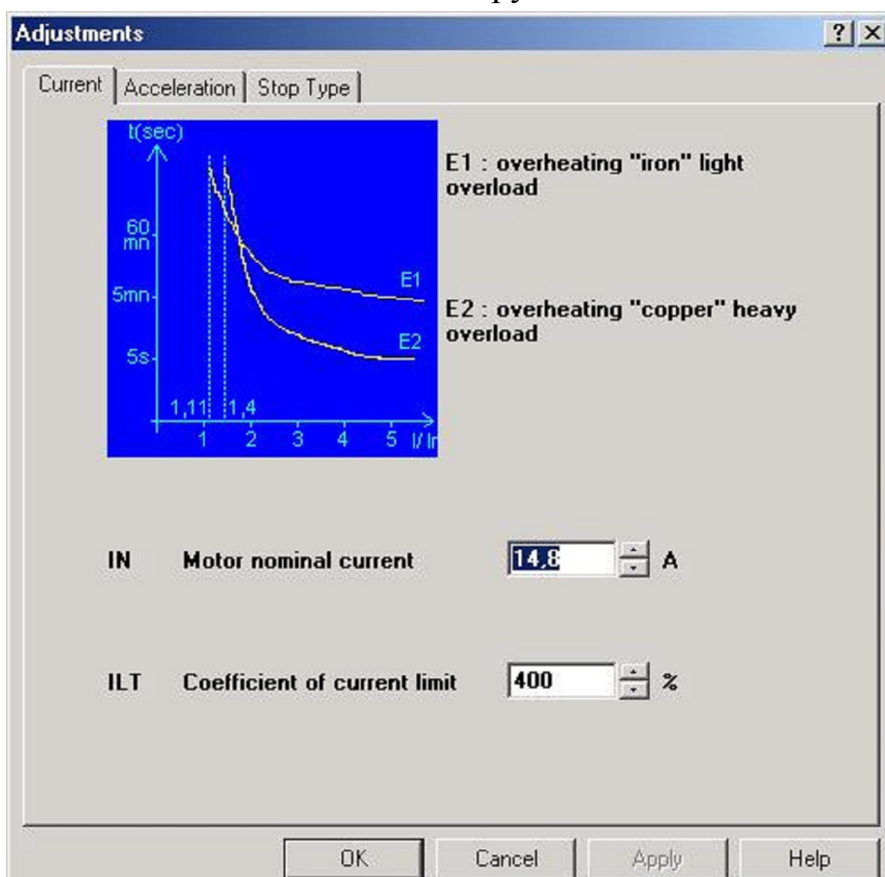 Adjustments
Current Acceleration Stop Type
t(sec)
60
mn
5mn
5s
1,11 1,4
1 2 3 4 5 I/Ir
E1
E2
E1 : overheating "iron" light
overload
E2 : overheating "copper" heavy
overload
IN Motor nominal current 14,8 A
ILT Coefficient of current limit 400 %
OK Cancel Apply Help